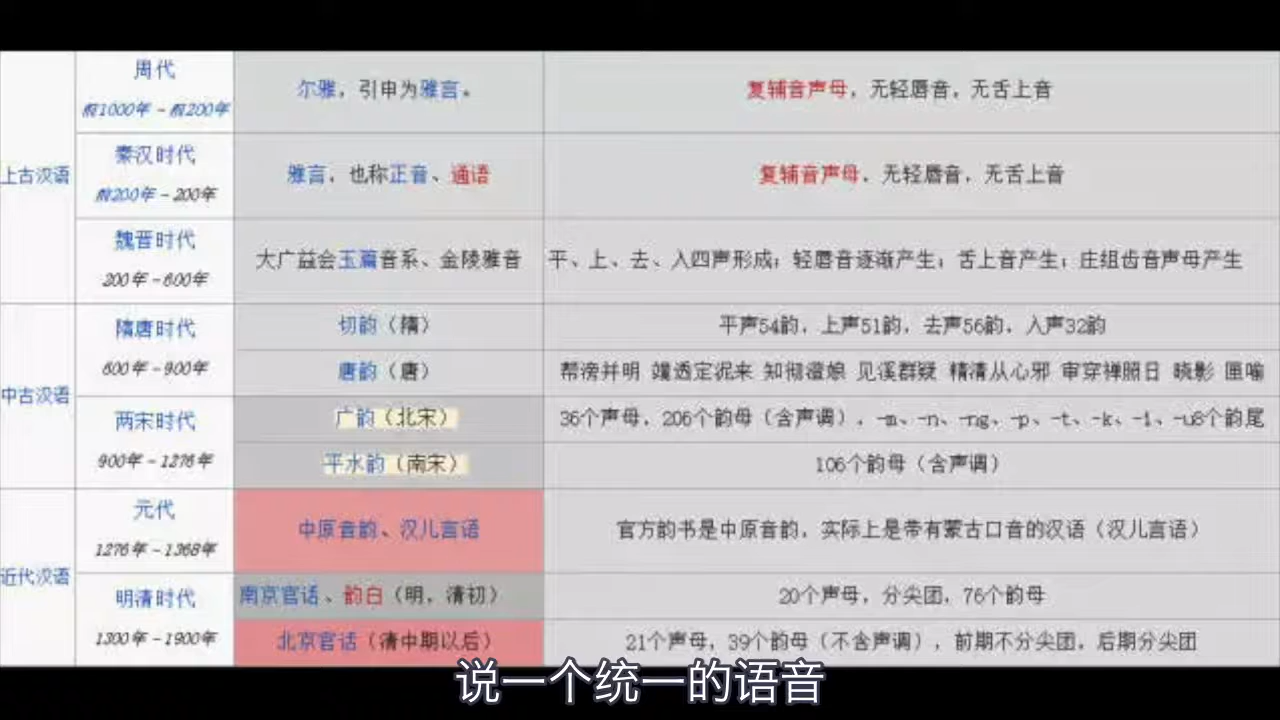 周代
前1000年-前200年
尔雅，引申为雅言。
复辅音声母，无轻唇音，无舌上音
上古汉语
秦汉时代
前200年-200年
雅言，也称正音、通语
复辅音声母，无轻唇音，无舌上音
魏晋时代
200年-600年
大广益会玉篇音系、金陵雅音
平、上、去、入四声形成；轻唇音逐渐产生；舌上音产生；庄组齿音声母产生
中古汉语
隋唐时代
600年-900年
切韵（隋）
平声54韵，上声51韵，去声56韵，入声32韵
唐韵（唐）
帮滂并明 端透定泥来 知彻澄娘 见溪群疑 精清从心邪 审穿禅照日 晓影 匣喻
两宋时代
900年-1276年
广韵（北宋）
36个声母，206个韵母（含声调），-m、-n、-ng、-p、-t、-k、-i、-u8个韵尾
平水韵（南宋）
106个韵母（含声调）
近代汉语
元代
1276年-1368年
中原音韵、汉儿言语
官方韵书是中原音韵，实际上是带有蒙古口音的汉语（汉儿言语）
明清时代
1300年-1900年
南京官话、韵白（明，清初）
20个声母，分尖团，76个韵母
北京官话（清中期以后）
21个声母，39个韵母（不含声调），前期不分尖团，后期分尖团
说一个统一的语音